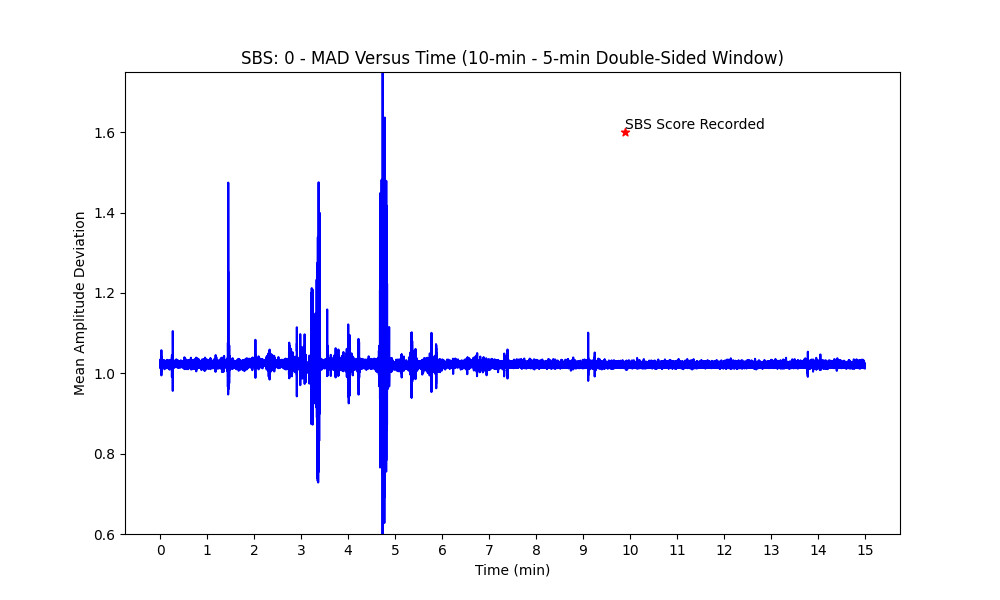 SBS: 0 - MAD Versus Time (10-min - 5-min Double-Sided Window)
SBS Score Recorded
Mean Amplitude Deviation
1.6
1.4
1.2
1.0
0.8
0.6
0 1 2 3 4 5 6 7 8 9 10 11 12 13 14 15
Time (min)